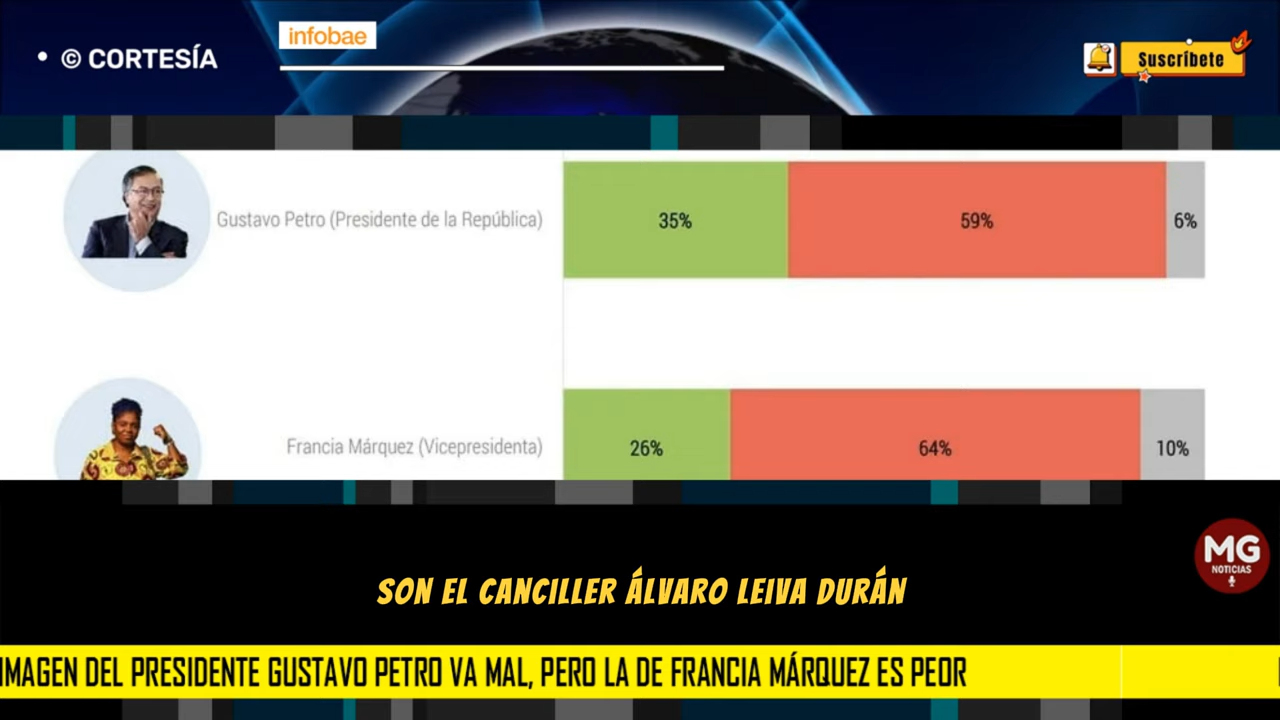 © CORTESÍA
infobae
Suscríbete
Gustavo Petro (Presidente de la República)
35%
59%
6%
Francia Márquez (Vicepresidenta)
26%
64%
10%
MG
NOTICIAS
SON EL CANCILLER ÁLVARO LEIVA DURÁN
IMAGEN DEL PRESIDENTE GUSTAVO PETRO VA MAL, PERO LA DE FRANCIA MÁRQUEZ ES PEOR